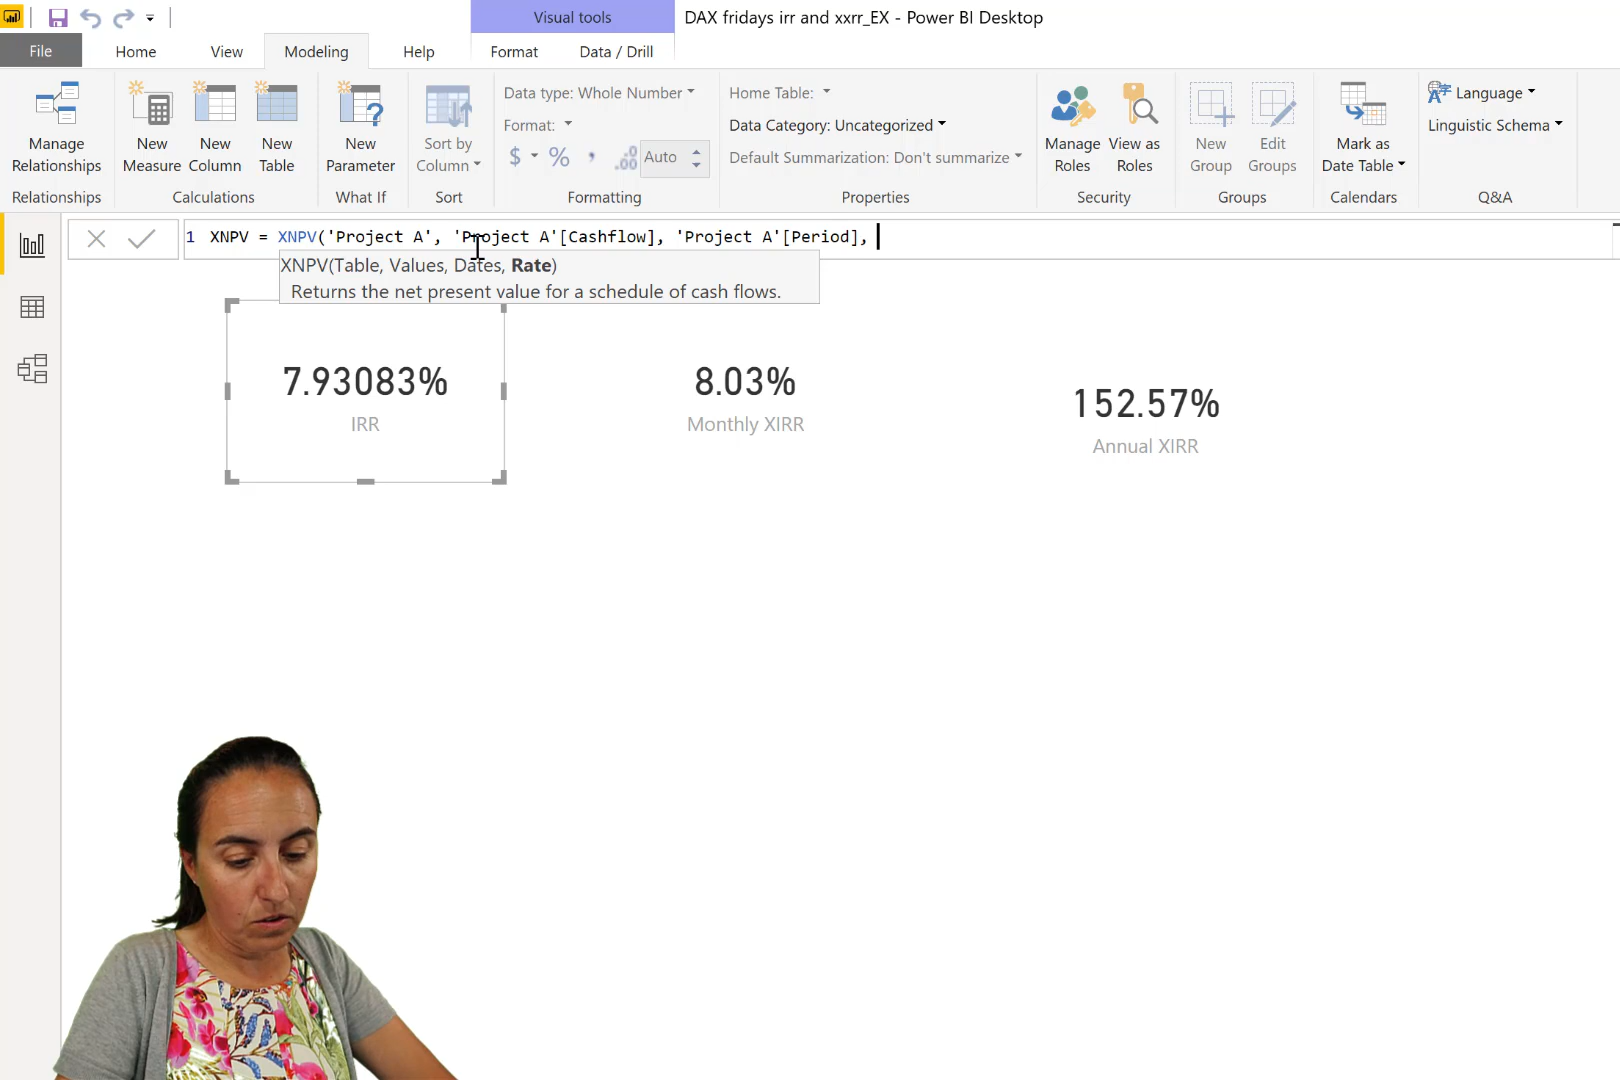 Visual tools
DAX fridays irr and xxrr_EX - Power BI Desktop
File
Home
View
Modeling
Help
Format
Data / Drill
Manage
Relationships
New
Measure
New
Column
New
Table
New
Parameter
Sort by
Column
Data type: Whole Number
Format:
$ % , .00 Auto
Home Table:
Data Category: Uncategorized
Default Summarization: Don't summarize
Manage
Roles
View as
Roles
New
Group
Edit
Groups
Mark as
Date Table
Language
Linguistic Schema
Relationships
Calculations
What If
Sort
Formatting
Properties
Security
Groups
Calendars
Q&A
1 XNPV = XNPV('Project A', 'Project A'[Cashflow], 'Project A'[Period],
XNPV(Table, Values, Dates, Rate)
Returns the net present value for a schedule of cash flows.
7.93083%
IRR
8.03%
Monthly XIRR
152.57%
Annual XIRR